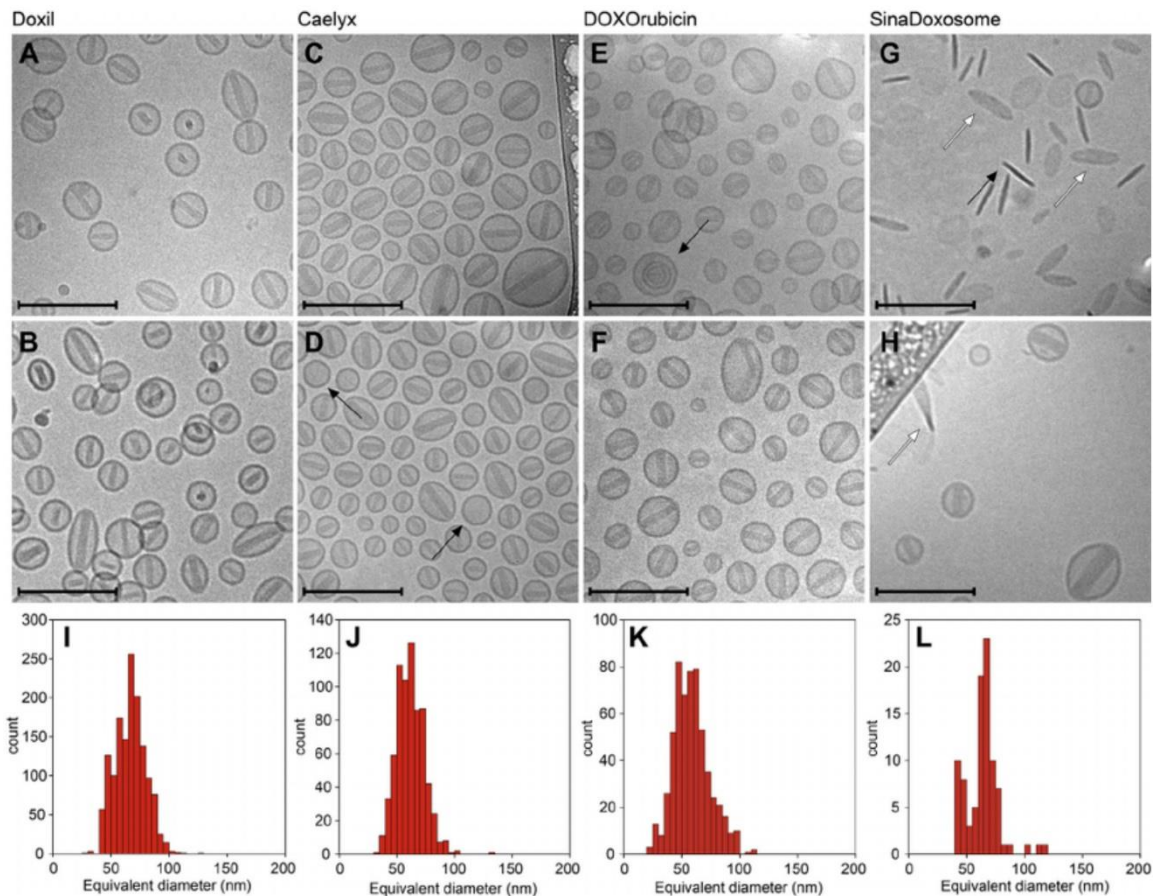 Doxil Caelyx DOXOrubicin SinaDoxosome
A C E G
B D F H
300 I 140 J 100 K 25 L
250 120 80 20
200 100 60 15
150 80 40 10
100 60 20 5
50 40 0 0
0 20
0
count count count count
0 50 100 150 200 0 50 100 150 200 0 50 100 150 200 0 50 100 150 200
Equivalent diameter (nm) Equivalent diameter (nm) Equivalent diameter (nm) Equivalent diameter (nm)